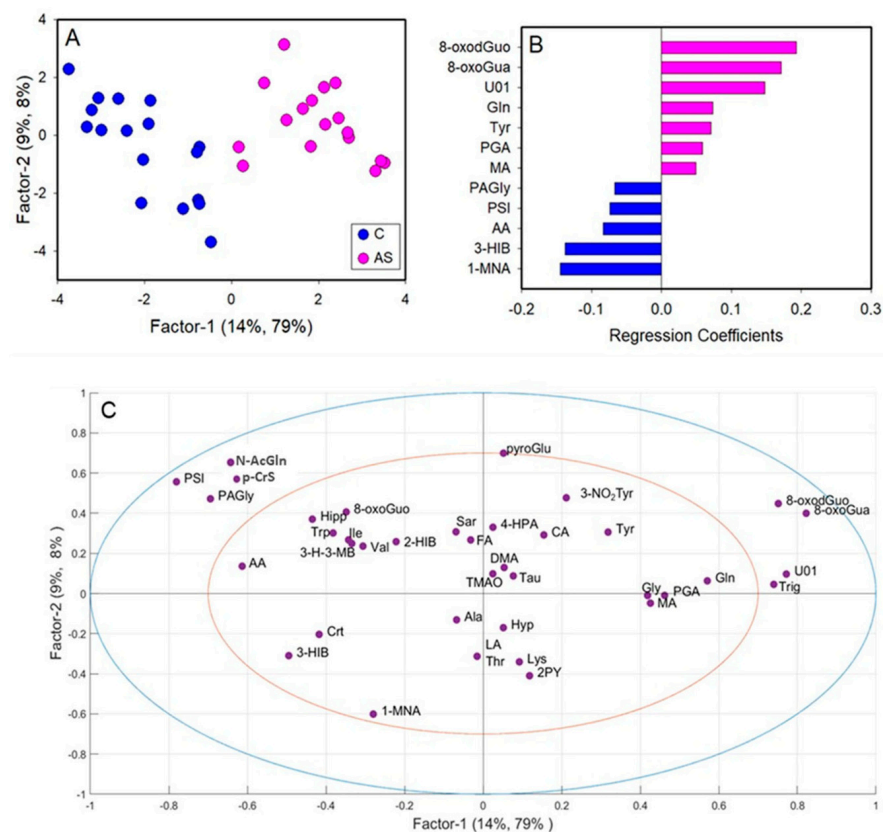 A
Factor-2 (9%, 8%)
4
2
0
-2
-4
C
AS
-4 -2 0 2 4
Factor-1 (14%, 79%)
B
8-oxodGuo
8-oxoGua
U01
Gln
Tyr
PGA
MA
PAGly
PSI
AA
3-HIB
1-MNA
-0.2 -0.1 0.0 0.1 0.2 0.3
Regression Coefficients
C
Factor-2 (9%, 8%)
1
0.8
0.6
0.4
0.2
0
-0.2
-0.4
-0.6
-0.8
-1
pyroGlu
N-AcGln
PSI
p-CrS
PAGly
3-NO₂Tyr
8-oxodGuo
8-oxoGua
Hipp
8-oxoGuo
Trp
Ile
3-H-3-MB
Val
2-HIB
Sar
FA
4-HPA
CA
Tyr
AA
DMA
TMAO
Tau
Gly
PGA
MA
Gln
U01
Trig
Ala
Hyp
Crt
3-HIB
LA
Thr
Lys
2PY
1-MNA
-1 -0.8 -0.6 -0.4 -0.2 0 0.2 0.4 0.6 0.8 1
Factor-1 (14%, 79%)